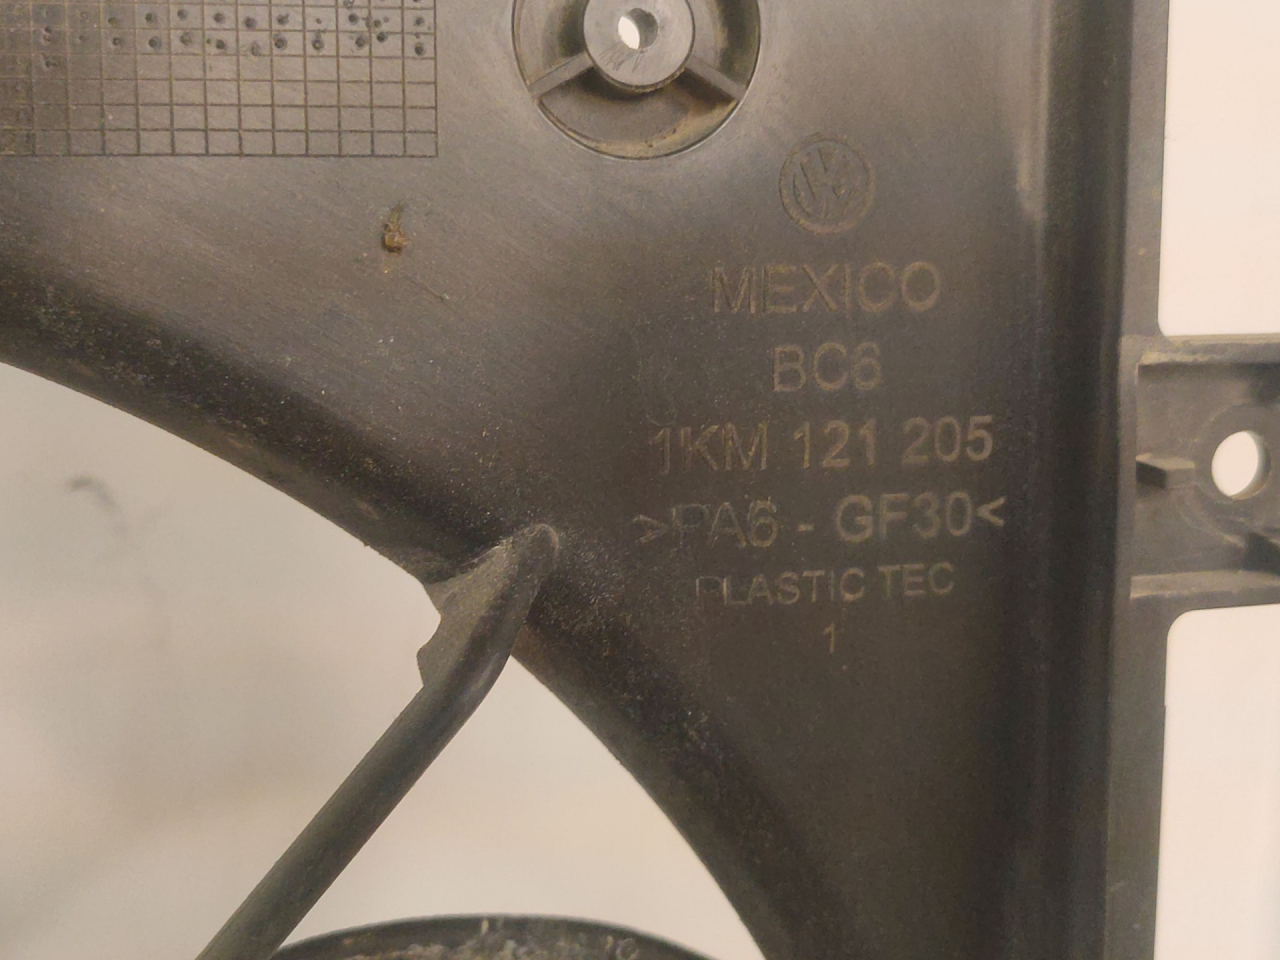 MEXICO
BC6
1KM 121 205
>PA6 - GF30<
PLASTIC TEC
1